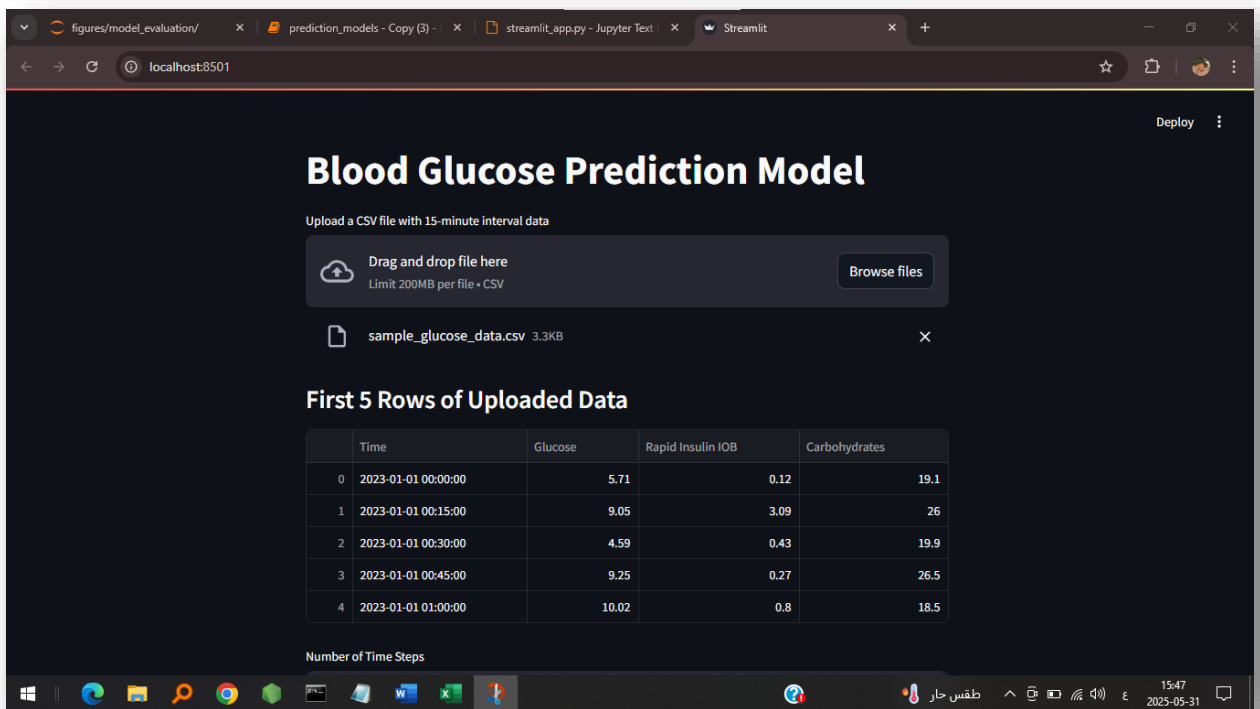 figures/model_evaluation/
prediction_models - Copy (3) -
streamlit_app.py - Jupyter Text
Streamlit
localhost:8501
Deploy
Blood Glucose Prediction Model
Upload a CSV file with 15-minute interval data
Drag and drop file here
Limit 200MB per file • CSV
Browse files
sample_glucose_data.csv 3.3KB
First 5 Rows of Uploaded Data
Time Glucose Rapid Insulin IOB Carbohydrates
0 2023-01-01 00:00:00 5.71 0.12 19.1
1 2023-01-01 00:15:00 9.05 3.09 26
2 2023-01-01 00:30:00 4.59 0.43 19.9
3 2023-01-01 00:45:00 9.25 0.27 26.5
4 2023-01-01 01:00:00 10.02 0.8 18.5
Number of Time Steps
طقس حار
ع
15:47
2025-05-31